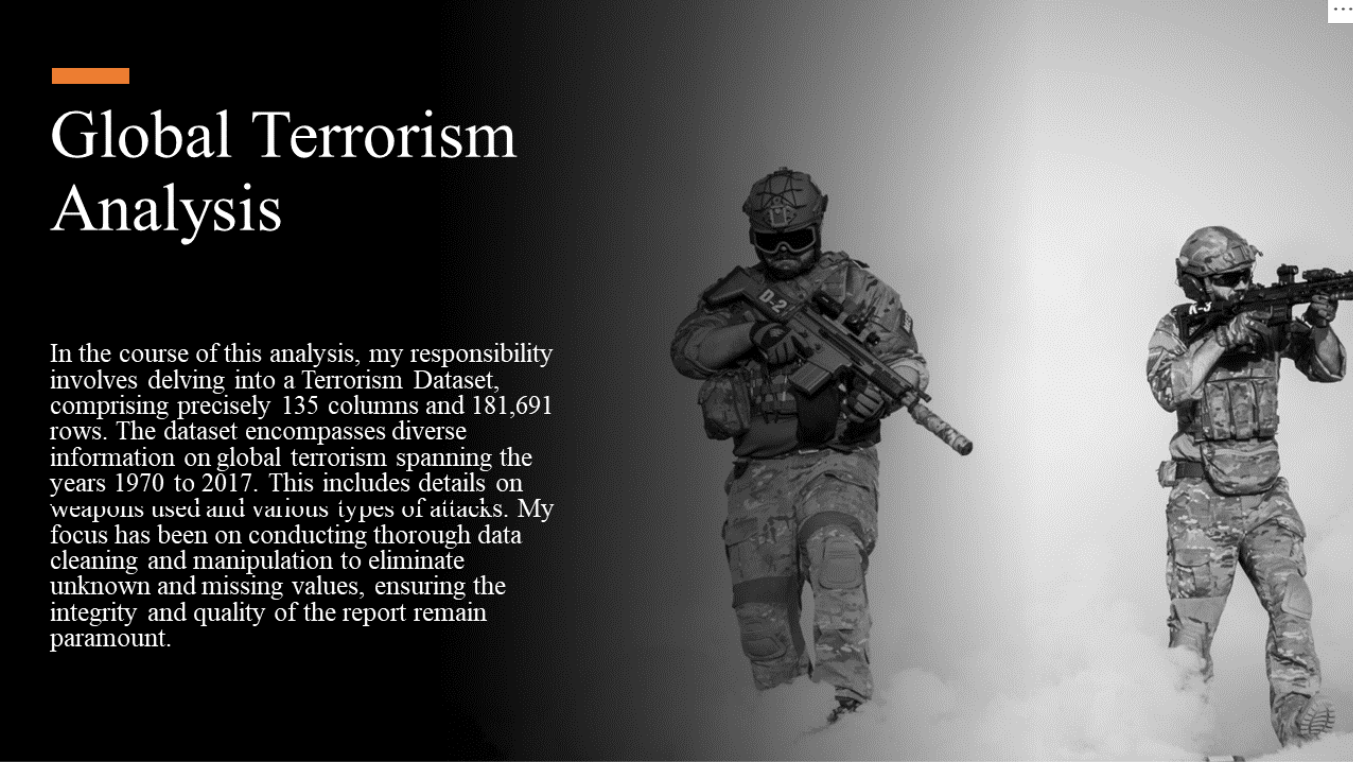 Global Terrorism
Analysis
In the course of this analysis, my responsibility
involves delving into a Terrorism Dataset,
comprising precisely 135 columns and 181,691
rows. The dataset encompasses diverse
information on global terrorism spanning the
years 1970 to 2017. This includes details on
weapons used and various types of attacks. My
focus has been on conducting thorough data
cleaning and manipulation to eliminate
unknown and missing values, ensuring the
integrity and quality of the report remain
paramount.
D-2